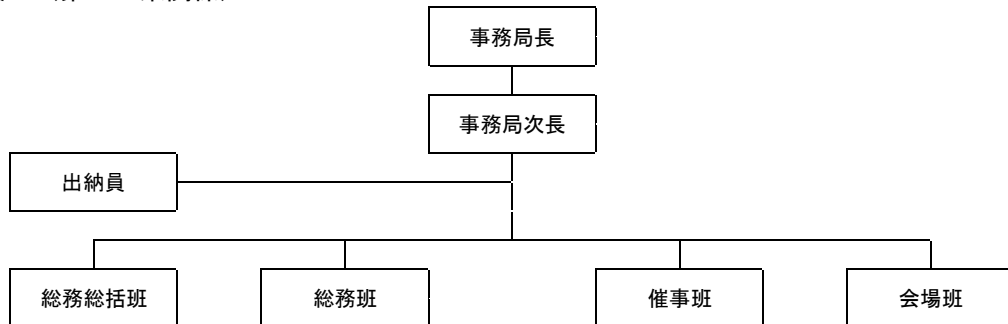 事務局長
事務局次長
出納員
総務総括班
総務班
催事班
会場班